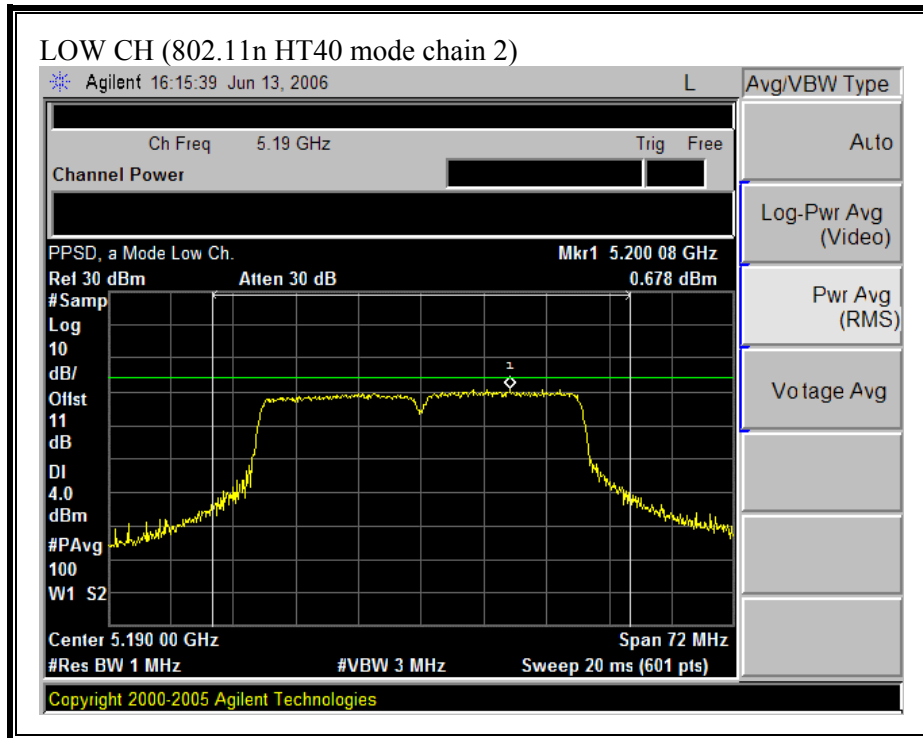 LOW CH (802.11n HT40 mode chain 2)
Agilent 16:15:39 Jun 13, 2006 L
Avg/VBW Type
Ch Freq 5.19 GHz Trig Free
Channel Power
Auto
Log-Pwr Avg
(Video)
Pwr Avg
(RMS)
Votage Avg
PPSD, a Mode Low Ch. Mkr1 5.200 08 GHz
Ref 30 dBm Atten 30 dB 0.678 dBm
#Samp
Log
10
dB/
Offst
11
dB
DI
4.0
dBm
#PAvg
100
W1 S2
1
Center 5.190 00 GHz Span 72 MHz
#Res BW 1 MHz #VBW 3 MHz Sweep 20 ms (601 pts)
Copyright 2000-2005 Agilent Technologies